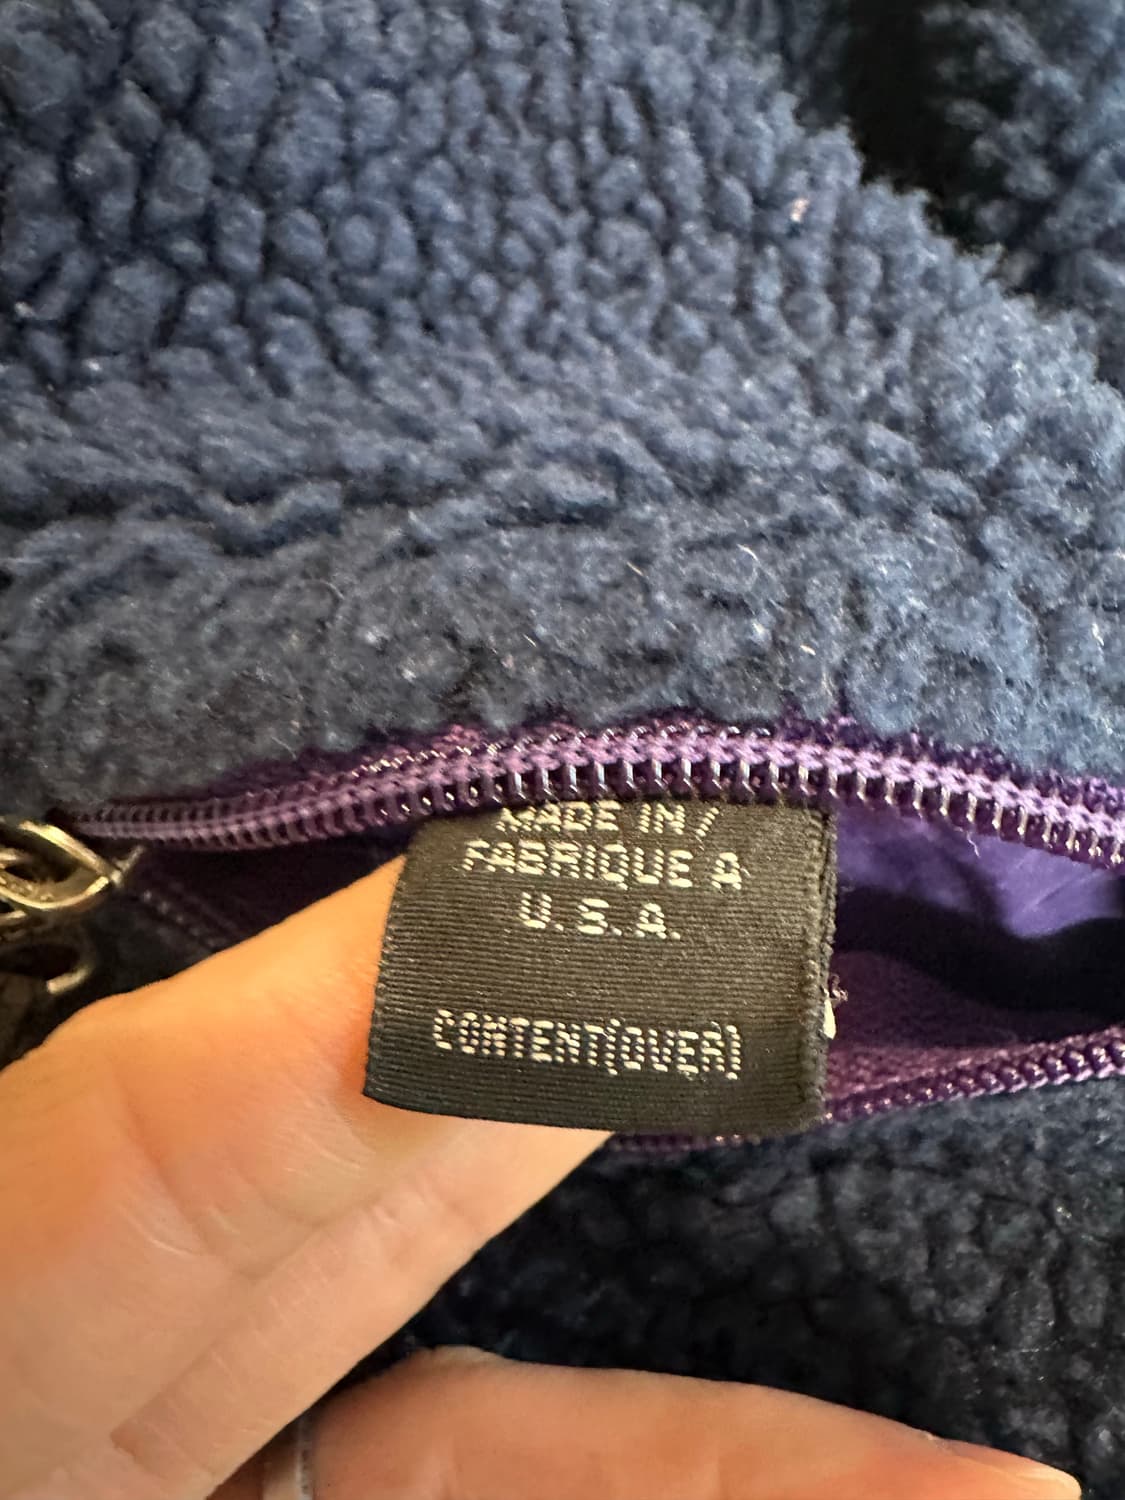 MADE IN /
FABRIQUE A
U.S.A.
CONTENT(OVER)